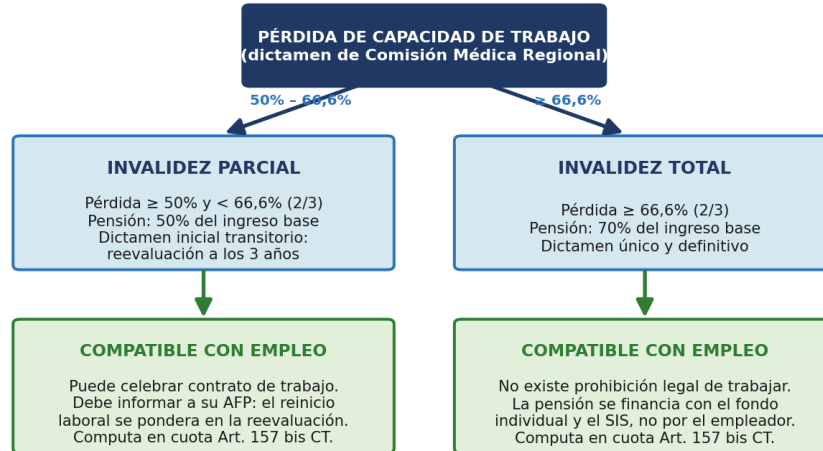 PÉRDIDA DE CAPACIDAD DE TRABAJO
(dictamen de Comisión Médica Regional)
50% – 66,6%
≥ 66,6%
INVALIDEZ PARCIAL
Pérdida ≥ 50% y < 66,6% (2/3)
Pensión: 50% del ingreso base
Dictamen inicial transitorio:
reevaluación a los 3 años
INVALIDEZ TOTAL
Pérdida ≥ 66,6% (2/3)
Pensión: 70% del ingreso base
Dictamen único y definitivo
COMPATIBLE CON EMPLEO
Puede celebrar contrato de trabajo.
Debe informar a su AFP: el reinicio
laboral se pondera en la reevaluación.
Computa en cuota Art. 157 bis CT.
COMPATIBLE CON EMPLEO
No existe prohibición legal de trabajar.
La pensión se financia con el fondo
individual y el SIS, no por el empleador.
Computa en cuota Art. 157 bis CT.